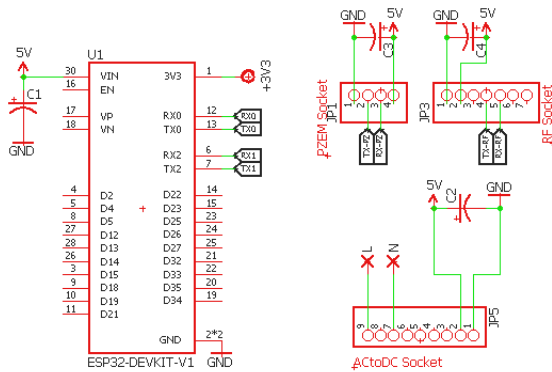 5V
C1
GND
U1
30 VIN
16 EN
17 VP
18 VN
4 D2
5 D4
8 D5
27 D12
28 D13
26 D14
3 D15
9 D18
10 D19
11 D21
3V3 1
+3V3
RX0 12 RX0
TX0 13 TX0
RX2 6 RX1
TX2 7 TX1
D22 14
D23 15
D25 24
D26 25
D27 27
D32 21
D33 22
D35 20
D34 19
GND 2*2
GND
ESP32-DEVKIT-V1
GND
5V
C3
PZEM Socket
JP1
1 2 3 4
TX-PZ
RX-PZ
GND
5V
C4
JP3
1 2 3 4 5 6 7
TX-RF
RX-RF
RF Socket
5V
C2
GND
L
N
9 8 7 6 5 4 3 2 1
JP5
ACtoDC Socket